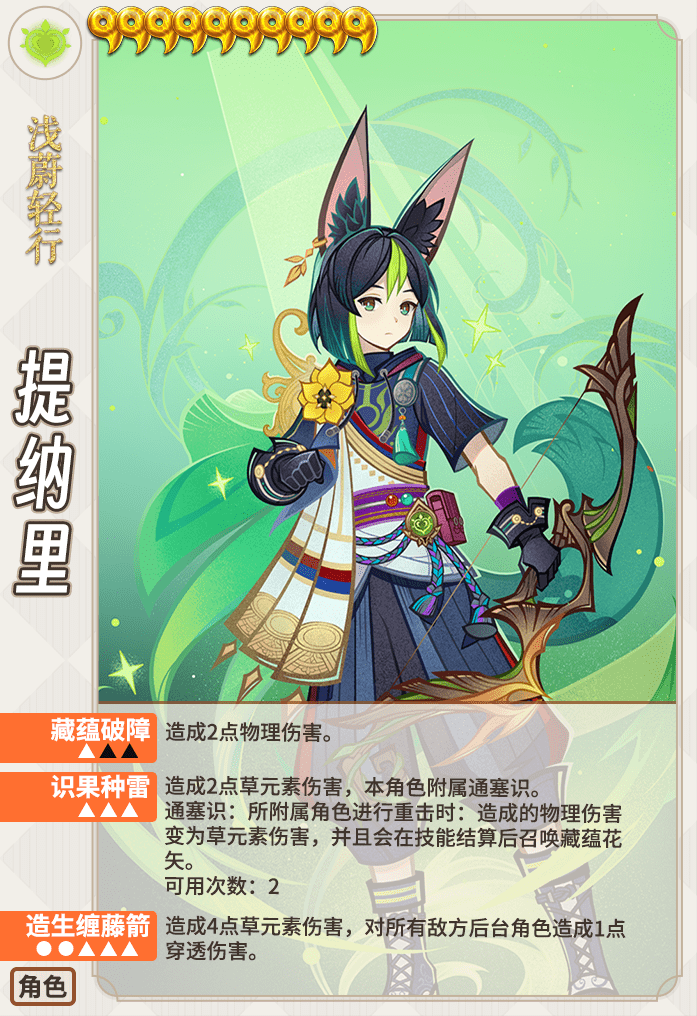 浅蔚轻行
提纳里
藏蕴破障
造成2点物理伤害。
识果种雷
造成2点草元素伤害，本角色附属通塞识。
通塞识：所附属角色进行重击时：造成的物理伤害
变为草元素伤害，并且会在技能结算后召唤藏蕴花
矢。
可用次数：2
造生缠藤箭
造成4点草元素伤害，对所有敌方后台角色造成1点
穿透伤害。
角色